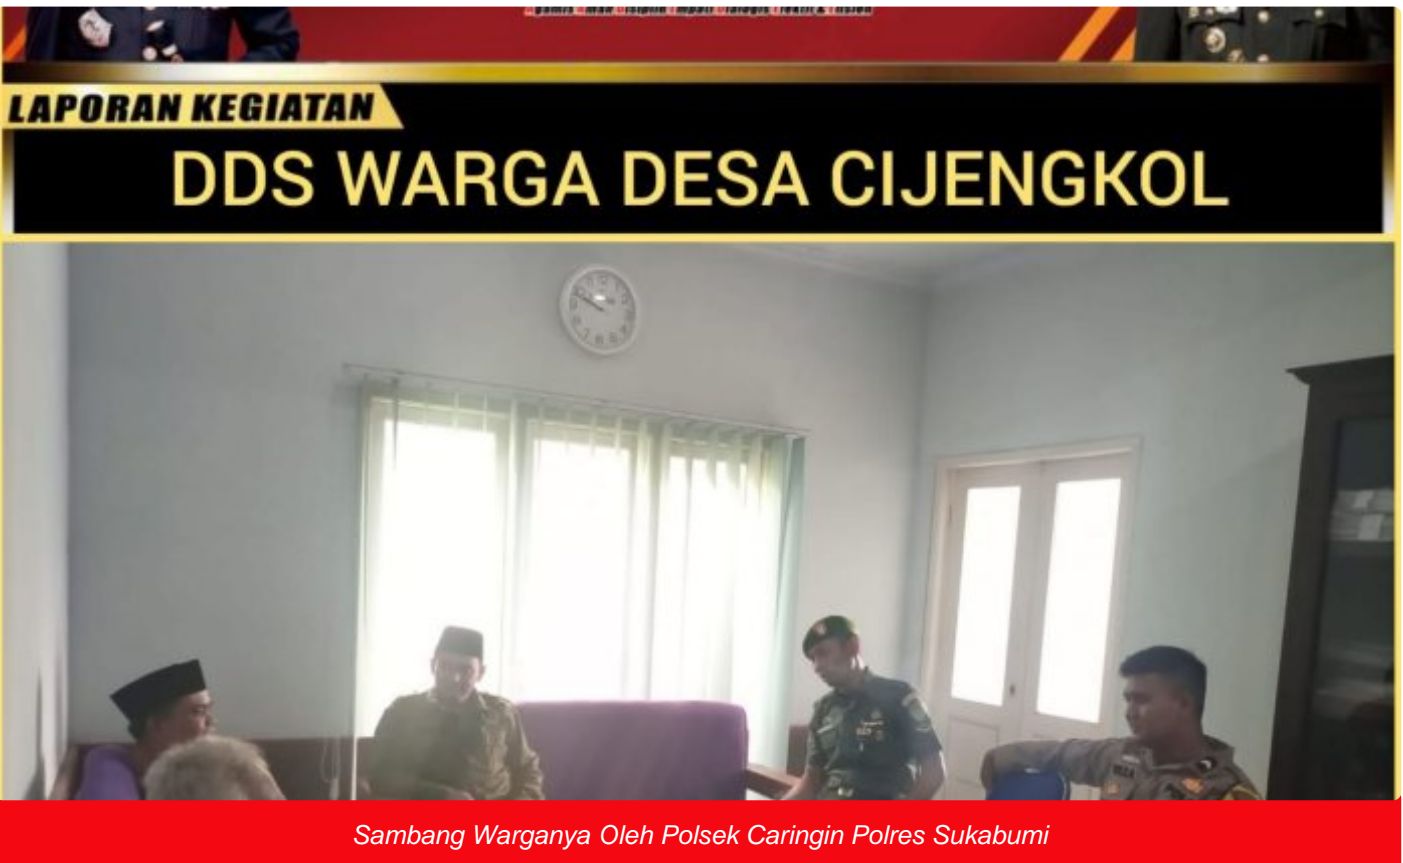 LAPORAN KEGIATAN
DDS WARGA DESA CIJENGKOL
Sambang Warganya Oleh Polsek Caringin Polres Sukabumi